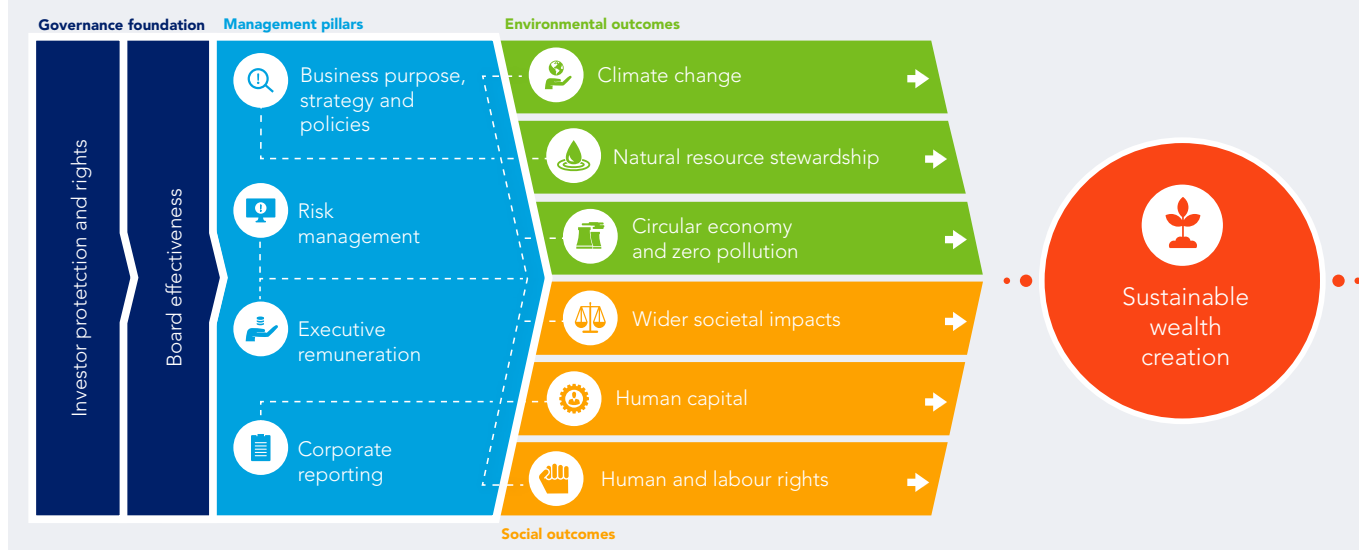 Governance foundation
Management pillars
Environmental outcomes
Investor protetction and rights
Board effectiveness
Business purpose,
strategy and
policies
Risk
management
Executive
remuneration
Corporate
reporting
Climate change
Natural resource stewardship
Circular economy
and zero pollution
Wider societal impacts
Human capital
Human and labour rights
Social outcomes
Sustainable
wealth
creation